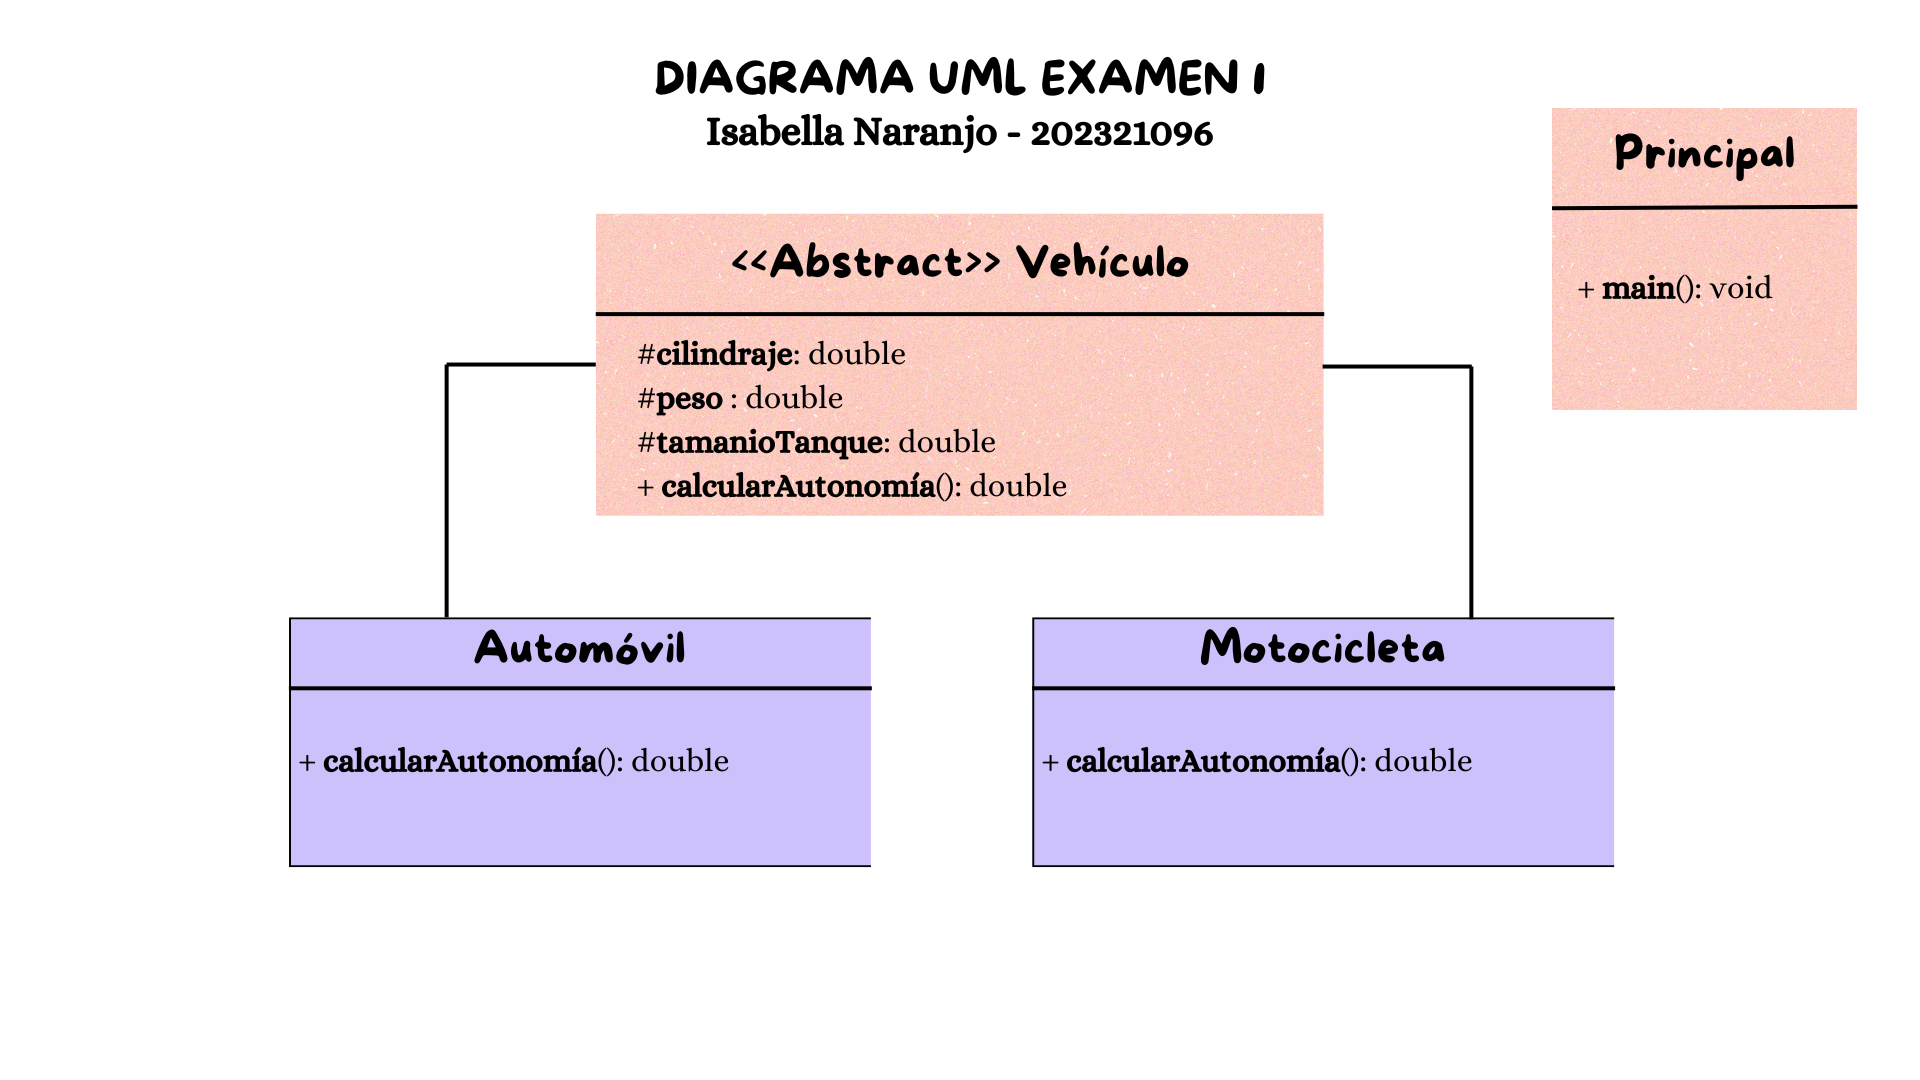 DIAGRAMA UML EXAMEN 1
Isabella Naranjo - 202321096
Principal
+ main(): void
<<Abstract>> Vehículo
#cilindraje: double
#peso : double
#tamanioTanque: double
+ calcularAutonomía(): double
Automóvil
+ calcularAutonomía(): double
Motocicleta
+ calcularAutonomía(): double